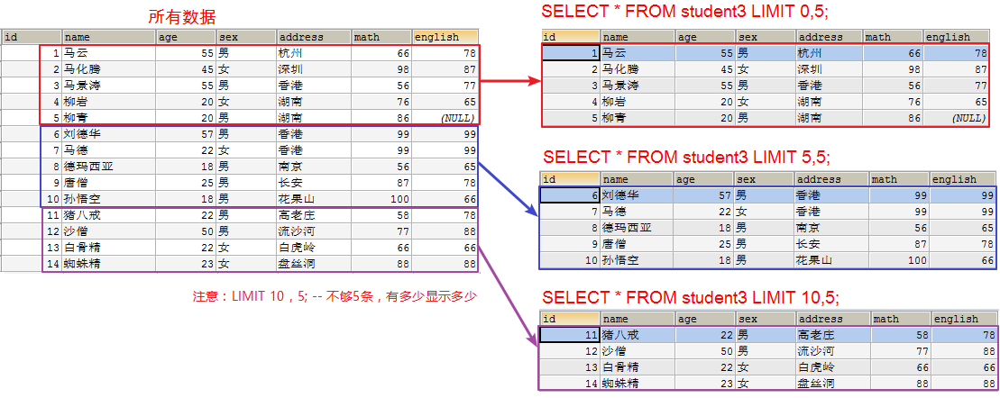 所有数据
id name age sex address math english
1 马云 55 男 杭州 66 78
2 马化腾 45 女 深圳 98 87
3 马景涛 55 男 香港 56 77
4 柳岩 20 女 湖南 76 65
5 柳青 20 男 湖南 86 (NULL)
6 刘德华 57 男 香港 99 99
7 马德 22 女 香港 99 99
8 德玛西亚 18 男 南京 56 65
9 唐僧 25 男 长安 87 78
10 孙悟空 18 男 花果山 100 66
11 猪八戒 22 男 高老庄 58 78
12 沙僧 50 男 流沙河 77 88
13 白骨精 22 女 白虎岭 66 66
14 蜘蛛精 23 女 盘丝洞 88 88
注意：LIMIT 10，5; -- 不够5条，有多少显示多少
SELECT * FROM student3 LIMIT 0,5;
id name age sex address math english
1 马云 55 男 杭州 66 78
2 马化腾 45 女 深圳 98 87
3 马景涛 55 男 香港 56 77
4 柳岩 20 女 湖南 76 65
5 柳青 20 男 湖南 86 (NULL)
SELECT * FROM student3 LIMIT 5,5;
id name age sex address math english
6 刘德华 57 男 香港 99 99
7 马德 22 女 香港 99 99
8 德玛西亚 18 男 南京 56 65
9 唐僧 25 男 长安 87 78
10 孙悟空 18 男 花果山 100 66
SELECT * FROM student3 LIMIT 10,5;
id name age sex address math english
11 猪八戒 22 男 高老庄 58 78
12 沙僧 50 男 流沙河 77 88
13 白骨精 22 女 白虎岭 66 66
14 蜘蛛精 23 女 盘丝洞 88 88